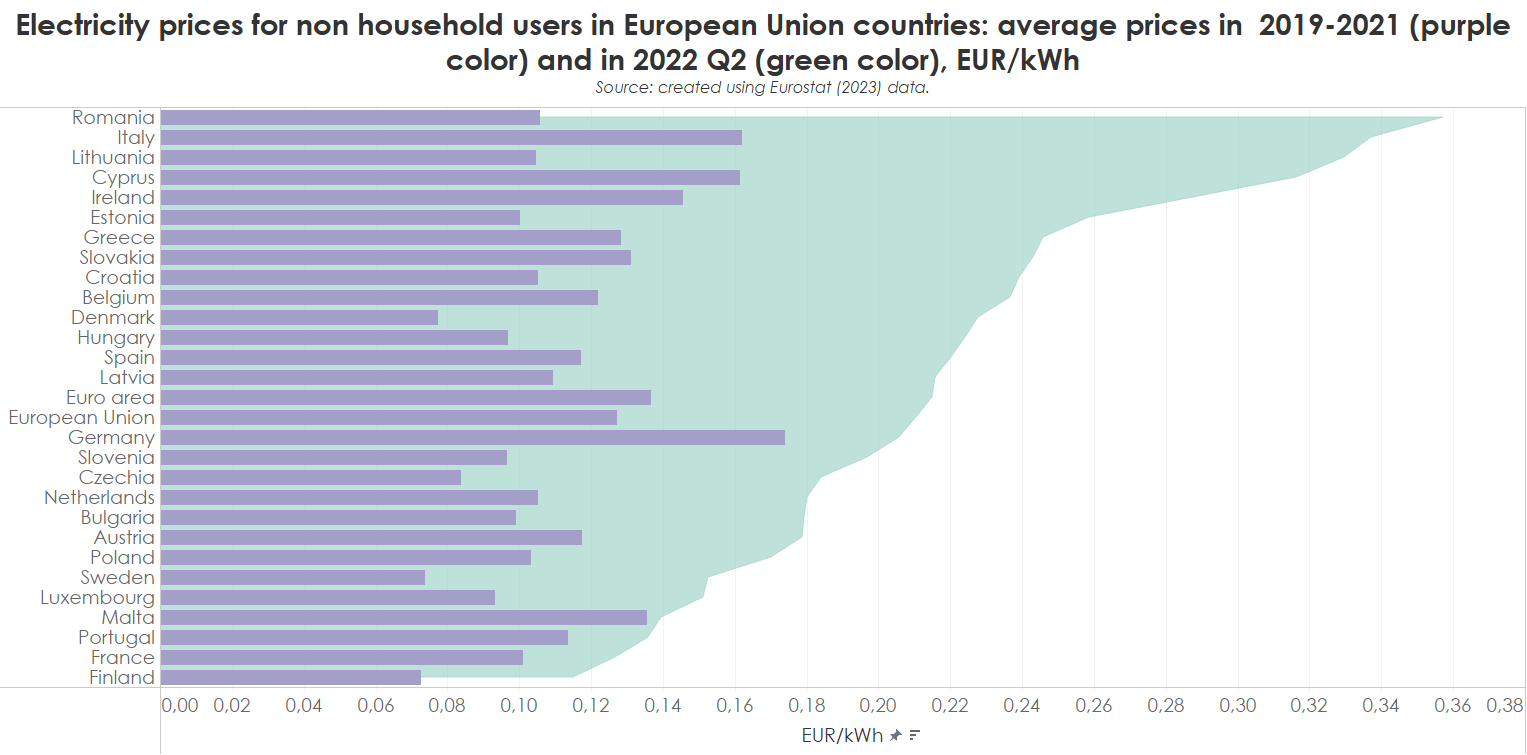 Electricity prices for non household users in European Union countries: average prices in 2019-2021 (purple
color) and in 2022 Q2 (green color), EUR/kWh
Source: created using Eurostat (2023) data.
Romania
Italy
Lithuania
Cyprus
Ireland
Estonia
Greece
Slovakia
Croatia
Belgium
Denmark
Hungary
Spain
Latvia
Euro area
European Union
Germany
Slovenia
Czechia
Netherlands
Bulgaria
Austria
Poland
Sweden
Luxembourg
Malta
Portugal
France
Finland
0,00 0,02 0,04 0,06 0,08 0,10 0,12 0,14 0,16 0,18 0,20 0,22 0,24 0,26 0,28 0,30 0,32 0,34 0,36 0,38
EUR/kWh